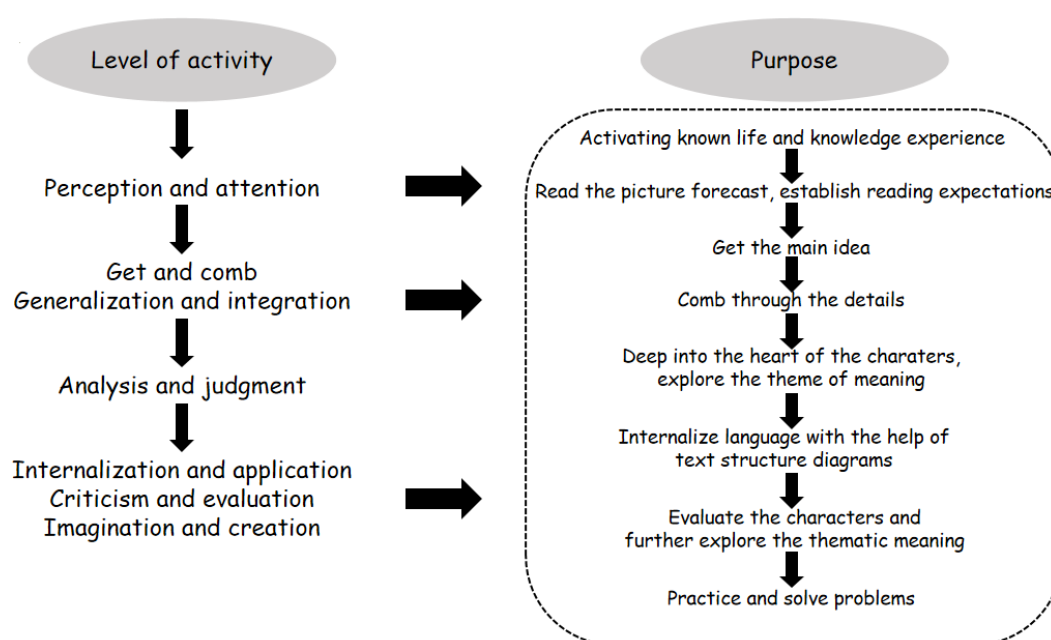 Level of activity
Perception and attention
Get and comb
Generalization and integration
Analysis and judgment
Internalization and application
Criticism and evaluation
Imagination and creation
Purpose
Activating known life and knowledge experience
Read the picture forecast, establish reading expectations
Get the main idea
Comb through the details
Deep into the heart of the charaters,
explore the theme of meaning
Internalize language with the help of
text structure diagrams
Evaluate the characters and
further explore the thematic meaning
Practice and solve problems